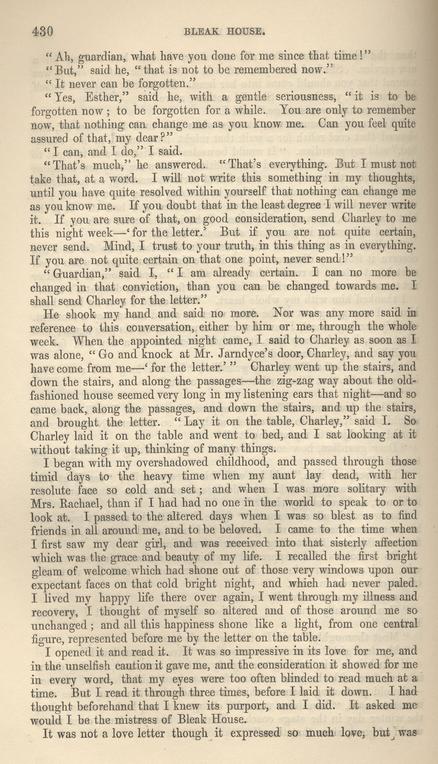 430 BLEAK HOUSE.
“ Ah, guardian, what have you done for me since that time ! ”
“ But,” said he, “ that is not to be remembered now.”
“ It never can be forgotten.”
“ Yes, Esther,” said he, with a gentle seriousness, “ it is to be
forgotten now ; to be forgotten for a while. You are only to remember
now, that nothing can change me as you know me. Can you feel quite
assured of that, my dear ? ”
“ I can, and I do,” I said.
“ That’s much,” he answered. “ That’s everything. But I must not
take that, at a word. I will not write this something in my thoughts,
until you have quite resolved within yourself that nothing can change me
as you know me. If you doubt that in the least degree I will never write
it. If you are sure of that, on good consideration, send Charley to me
this night week—‘ for the letter.’ But if you are not quite certain,
never send. Mind, I trust to your truth, in this thing as in everything.
If you are not quite certain on that one point, never send ! ”
“ Guardian,” said I, “ I am already certain. I can no more be
changed in that conviction, than you can be changed towards me. I
shall send Charley for the letter.”
He shook my hand and said no more. Nor was any more said in
reference to this conversation, either by him or me, through the whole
week. When the appointed night came, I said to Charley as soon as I
was alone, “ Go and knock at Mr. Jarndyce’s door, Charley, and say you
have come from me—‘ for the letter.’ ” Charley went up the stairs, and
down the stairs, and along the passages—the zig-zag way about the old-
fashioned house seemed very long in my listening ears that night—and so
came back, along the passages, and down the stairs, and up the stairs,
and brought the letter. “ Lay it on the table, Charley,” said I. So
Charley laid it on the table and went to bed, and I sat looking at it
without taking it up, thinking of many things.
I began with my overshadowed childhood, and passed through those
timid days to the heavy time when my aunt lay dead, with her
resolute face so cold and set ; and when I was more solitary with
Mrs. Rachael, than if I had had no one in the world to speak to or to
look at. I passed to the altered days when I was so blest as to find
friends in all around me, and to be beloved. I came to the time when
I first saw my dear girl, and was received into that sisterly affection
which was the grace and beauty of my life. I recalled the first bright
gleam of welcome which had shone out of those very windows upon our
expectant faces on that cold bright night, and which had never paled.
I lived my happy life there over again, I went through my illness and
recovery, I thought of myself so altered and of those around me so
unchanged ; and all this happiness shone like a light, from one central
figure, represented before me by the letter on the table.
I opened it and read it. It was so impressive in its love for me, and
in the unselfish caution it gave me, and the consideration it showed for me
in every word, that my eyes were too often blinded to read much at a
time. But I read it through three times, before I laid it down. I had
thought beforehand that I knew its purport, and I did. It asked me
would I be the mistress of Bleak House.
It was not a love letter though it expressed so much love, but was